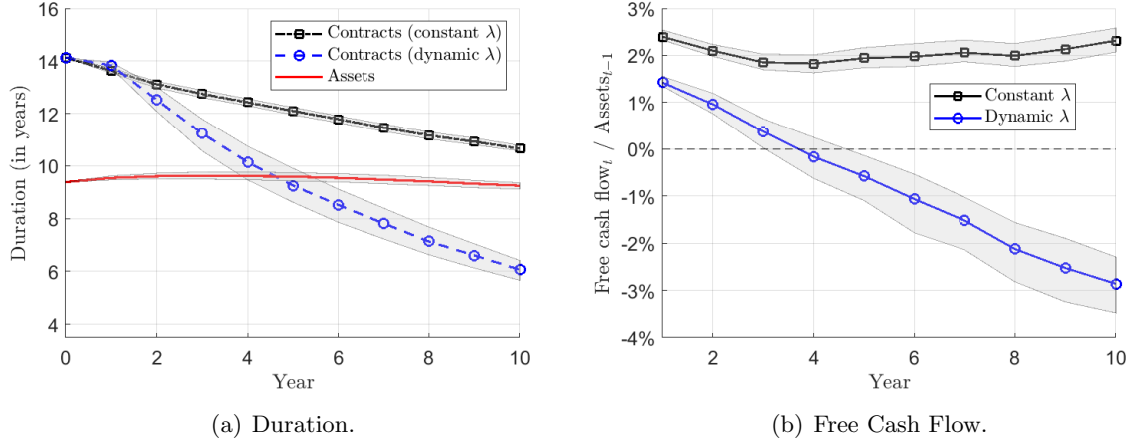 16
14
12
10
8
6
4
0
2
4
6
8
10
Duration (in years)
Year
Contracts (constant λ)
Contracts (dynamic λ)
Assets
(a) Duration.
3%
2%
1%
0%
-1%
-2%
-3%
-4%
2
4
6
8
10
Free cash flow_t / Assets_{t−1}
Year
Constant λ
Dynamic λ
(b) Free Cash Flow.